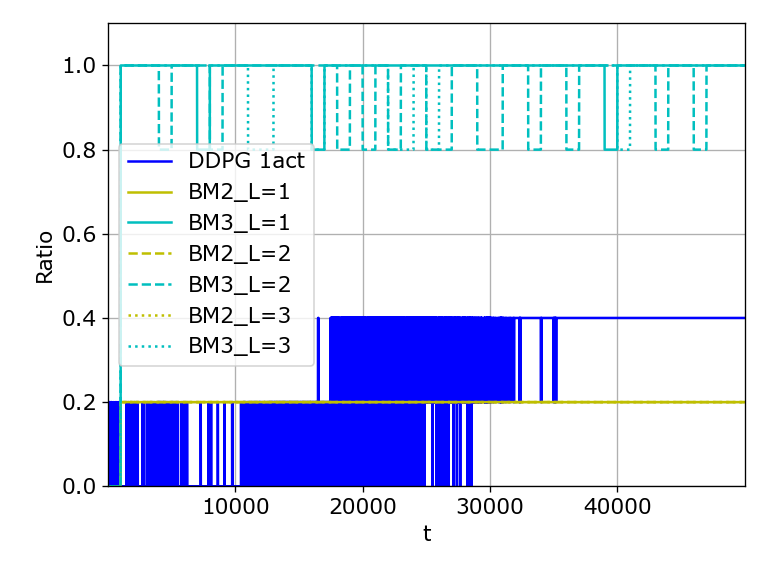 1.0
0.8
0.6
0.4
0.2
0.0
Ratio
DDPG 1act
BM2_L=1
BM3_L=1
BM2_L=2
BM3_L=2
BM2_L=3
BM3_L=3
10000 20000 30000 40000
t